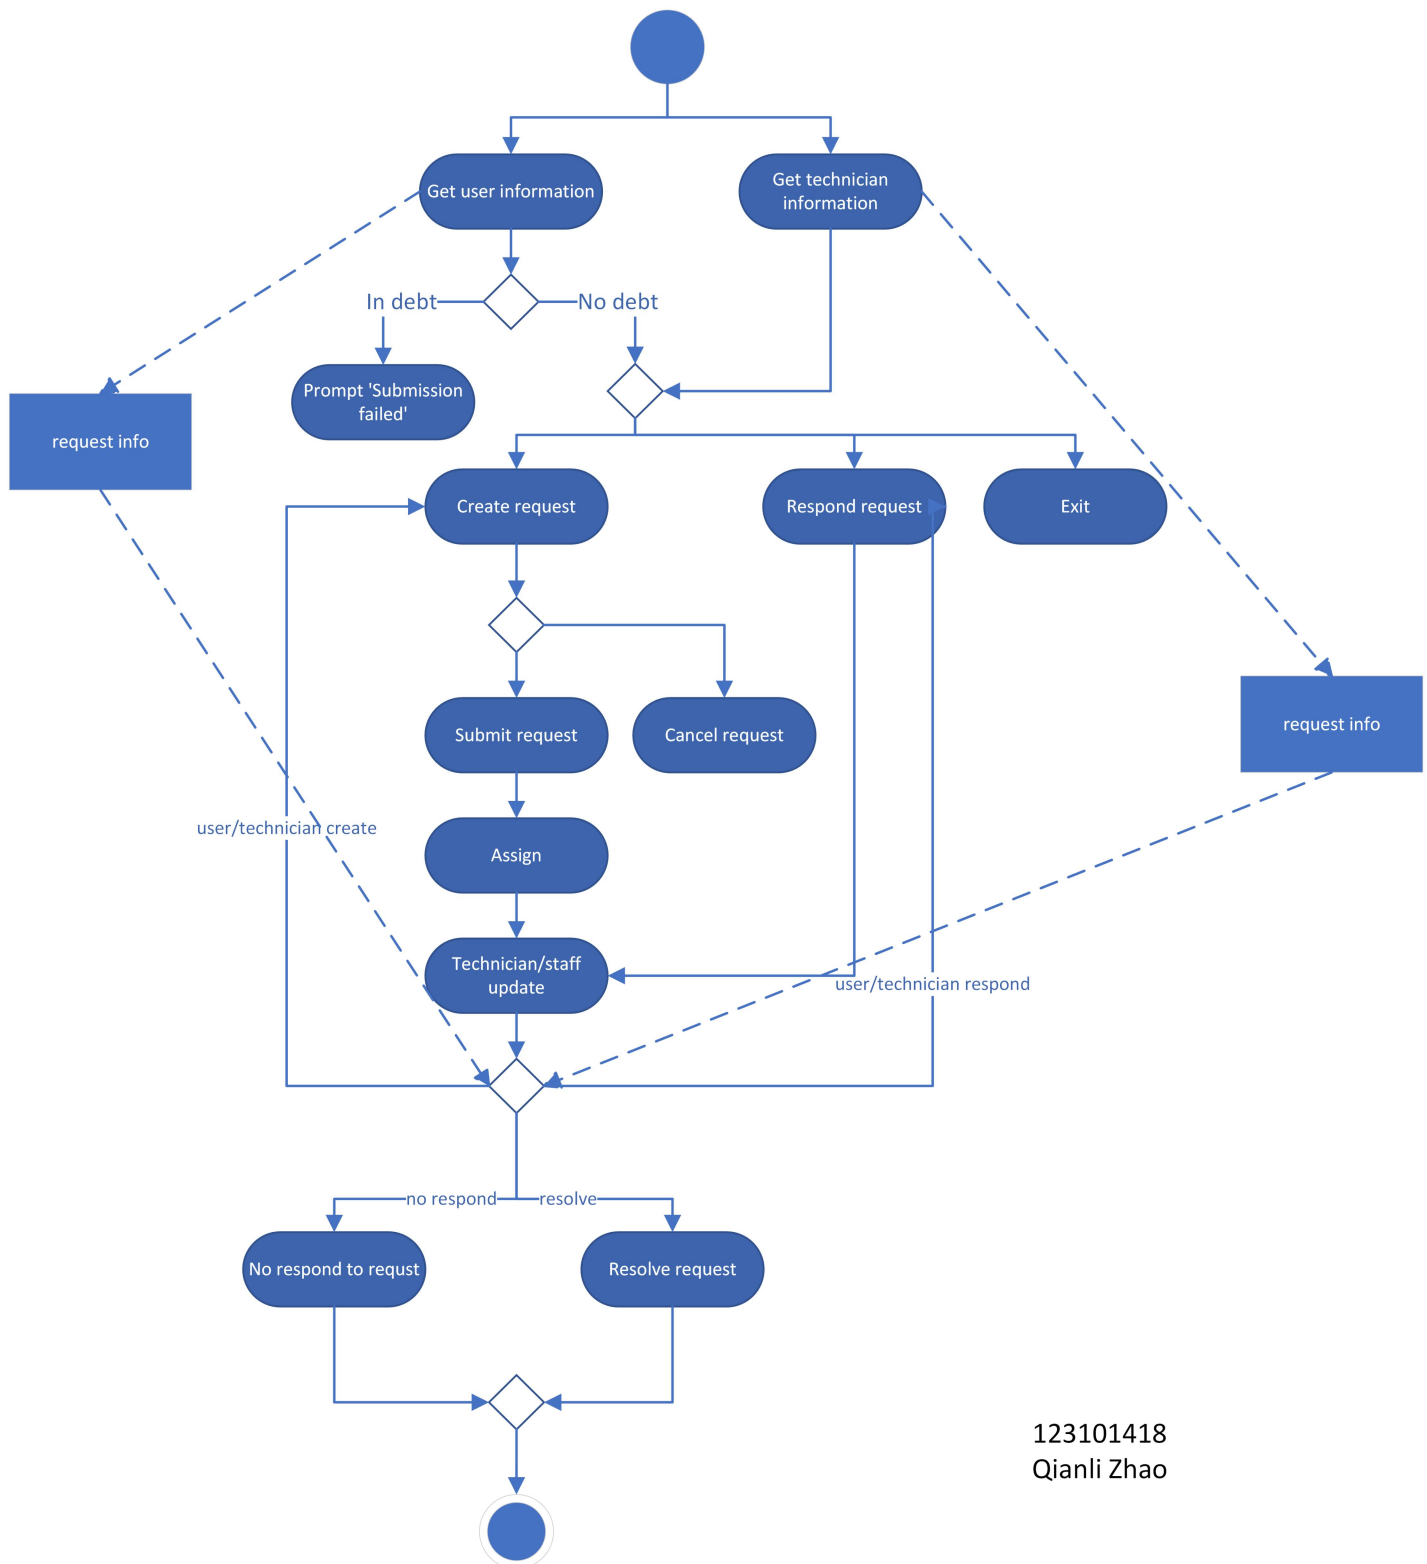 Get user information
Get technician
information
In debt
No debt
Prompt 'Submission
failed'
request info
Create request
Respond request
Exit
Submit request
Cancel request
request info
user/technician create
Assign
Technician/staff
update
user/technician respond
no respond
resolve
No respond to requst
Resolve request
123101418
Qianli Zhao